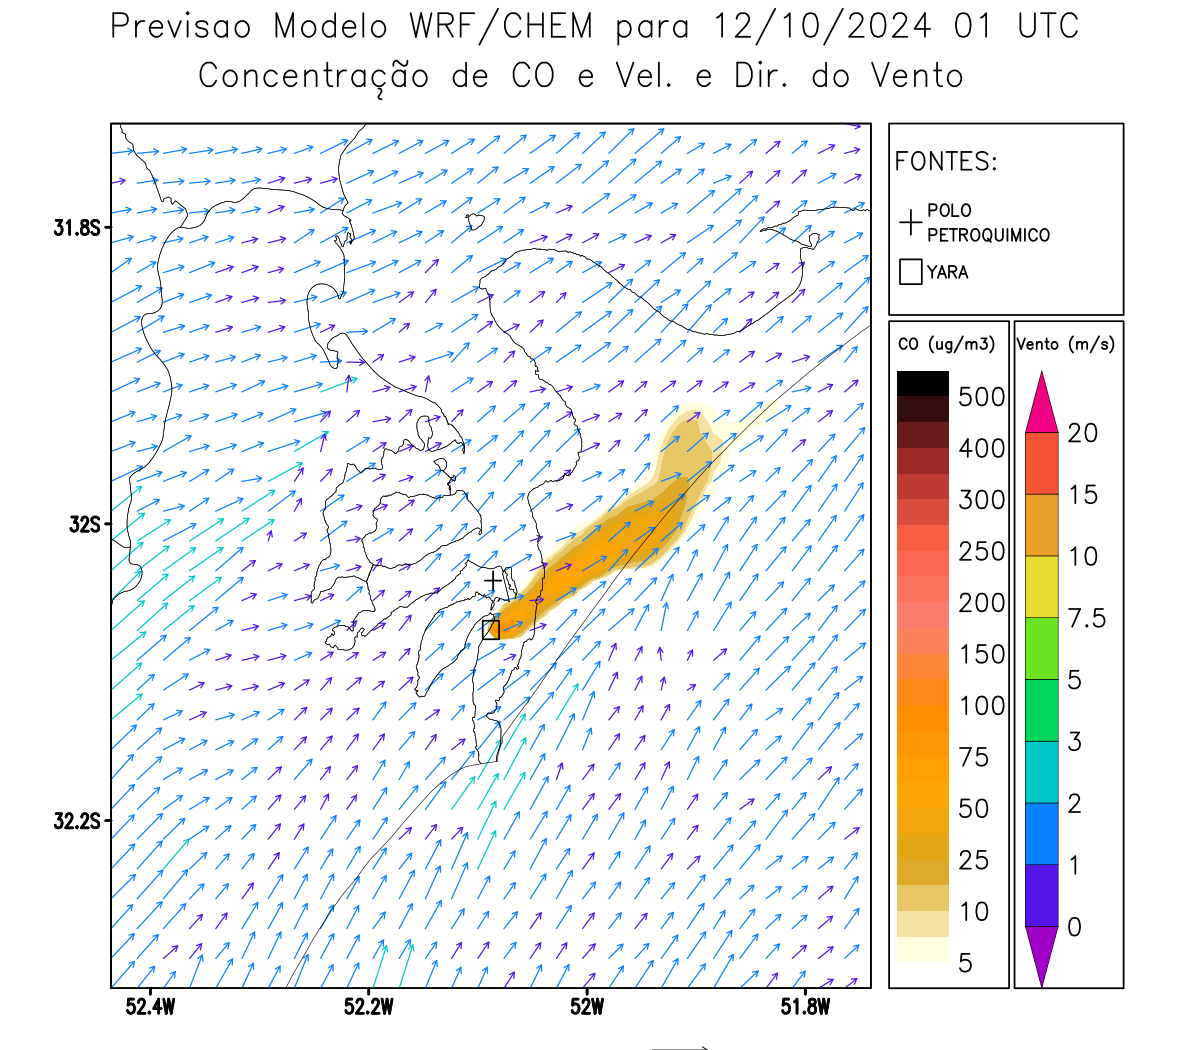 Previsao Modelo WRF/CHEM para 12/10/2024 01 UTC
Concentração de CO e Vel. e Dir. do Vento
FONTES:
POLO
PETROQUIMICO
YARA
CO (ug/m3)
500
400
300
250
200
150
100
75
50
25
10
5
Vento (m/s)
20
15
10
7.5
5
3
2
1
0
31.8S
32S
32.2S
52.4W
52.2W
52W
51.8W